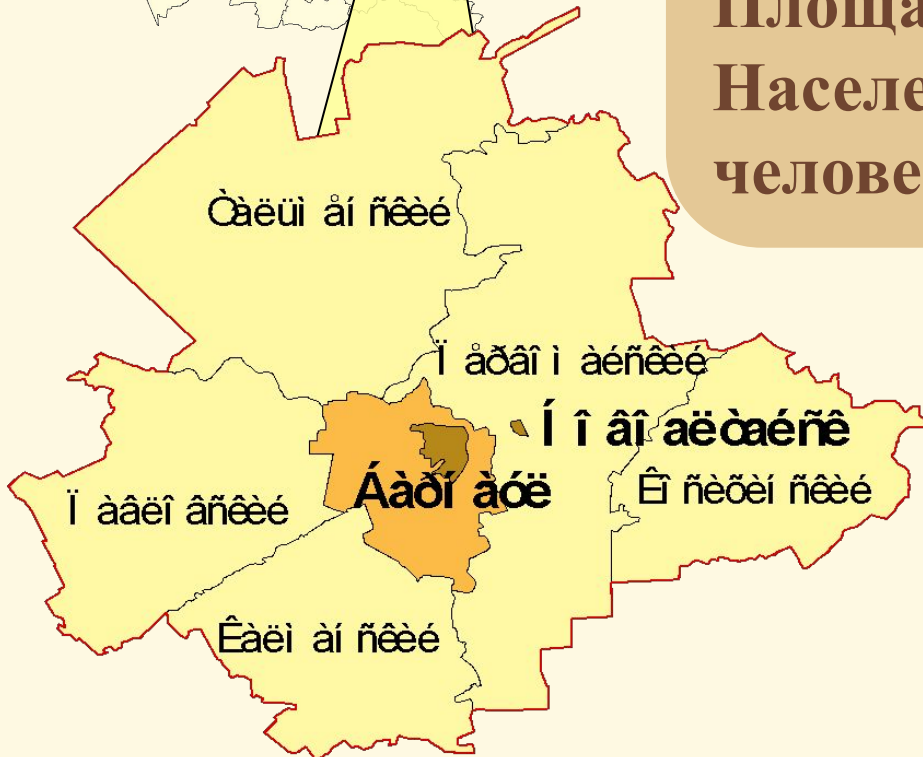 Площа
Населе
челове
Òàëüì åí ñêèé
Ï åðâî ì àéñêèé
Í î âî àëòàéñê
Áàðí àóë
Êî ñèõèí ñêèé
Ï àâëî âñêèé
Êàëì àí ñêèé